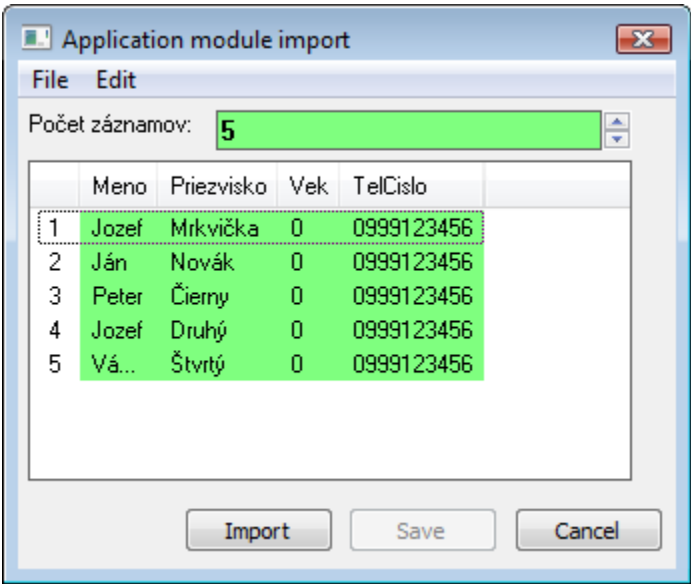 Application module import
File Edit
Počet záznamov: 5
Meno Priezvisko Vek TelCislo
1 Jozef Mrkvička 0 0999123456
2 Ján Novák 0 0999123456
3 Peter Čierny 0 0999123456
4 Jozef Druhý 0 0999123456
5 Vá... Štvrtý 0 0999123456
Import Save Cancel